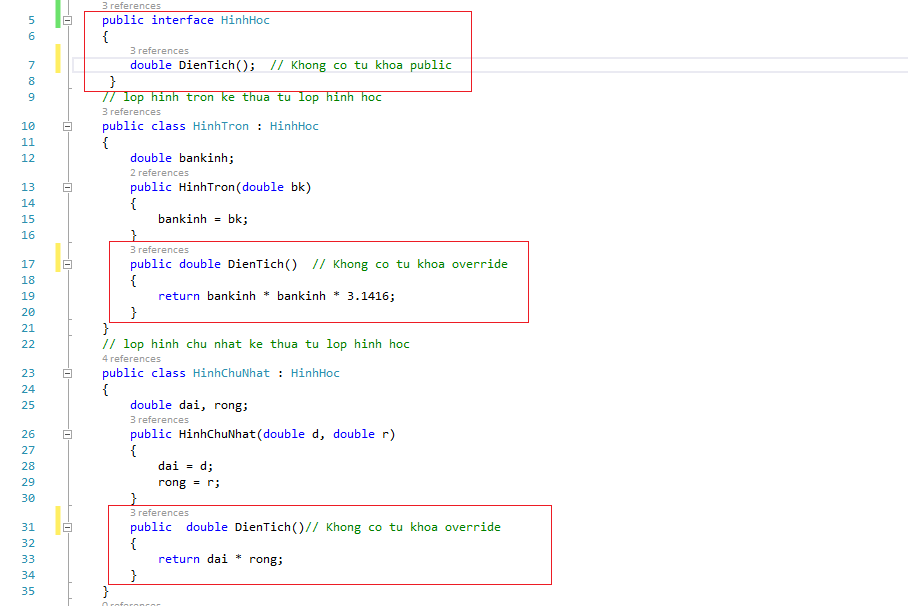 3 references
5 public interface HinhHoc
6 {
3 references
7 double DienTich(); // Khong co tu khoa public
8 }
9 // lop hinh tron ke thua tu lop hinh hoc
3 references
10 public class HinhTron : HinhHoc
11 {
12 double bankinh;
2 references
13 public HinhTron(double bk)
14 {
15 bankinh = bk;
16 }
3 references
17 public double DienTich() // Khong co tu khoa override
18 {
19 return bankinh * bankinh * 3.1416;
20 }
21 }
22 // lop hinh chu nhat ke thua tu lop hinh hoc
4 references
23 public class HinhChuNhat : HinhHoc
24 {
25 double dai, rong;
3 references
26 public HinhChuNhat(double d, double r)
27 {
28 dai = d;
29 rong = r;
30 }
3 references
31 public  double DienTich()// Khong co tu khoa override
32 {
33 return dai * rong;
34 }
35 }
0 references